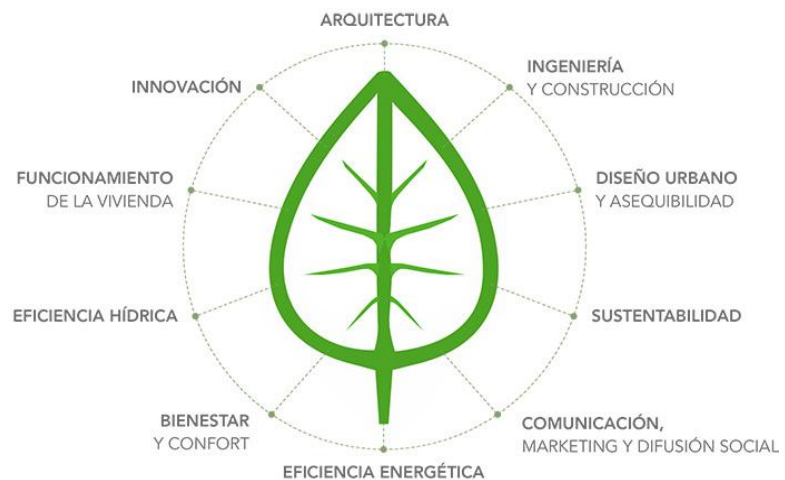 ARQUITECTURA
INGENIERÍA
Y CONSTRUCCIÓN
DISEÑO URBANO
Y ASEQUIBILIDAD
SUSTENTABILIDAD
COMUNICACIÓN,
MARKETING Y DIFUSIÓN SOCIAL
EFICIENCIA ENERGÉTICA
BIENESTAR
Y CONFORT
EFICIENCIA HÍDRICA
FUNCIONAMIENTO
DE LA VIVIENDA
INNOVACIÓN